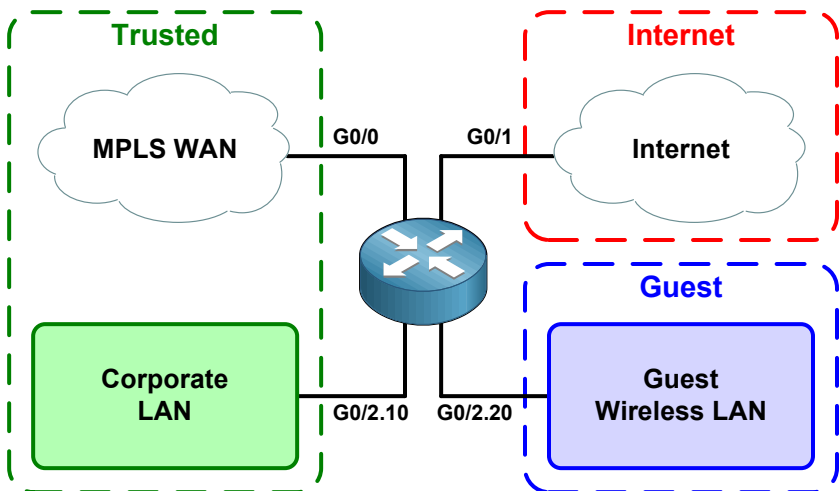 Trusted
Internet
MPLS WAN
G0/0
G0/1
Internet
Guest
Corporate
LAN
G0/2.10
G0/2.20
Guest
Wireless LAN